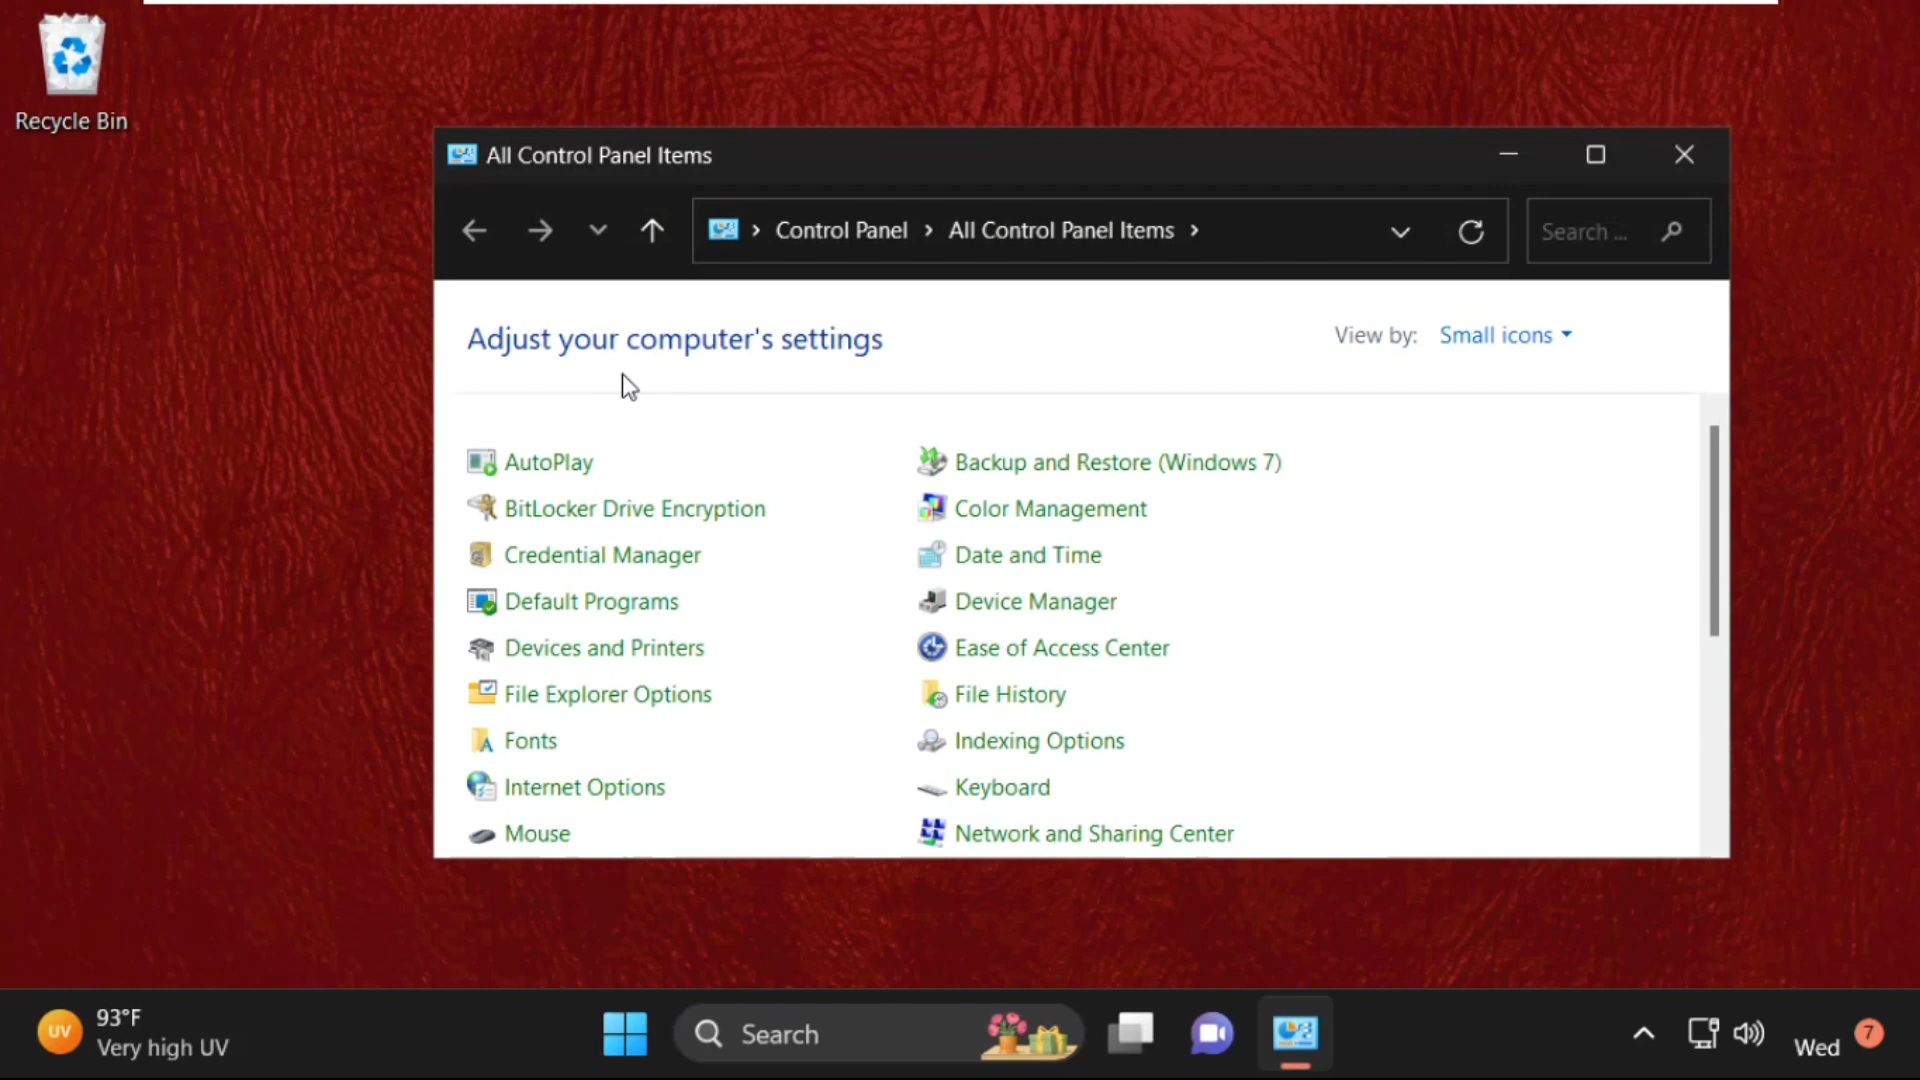 Recycle Bin
All Control Panel Items
Control Panel
All Control Panel Items
Search ...
Adjust your computer's settings
View by: Small icons
AutoPlay
Backup and Restore (Windows 7)
BitLocker Drive Encryption
Color Management
Credential Manager
Date and Time
Default Programs
Device Manager
Devices and Printers
Ease of Access Center
File Explorer Options
File History
Fonts
Indexing Options
Internet Options
Keyboard
Mouse
Network and Sharing Center
UV
93°F
Very high UV
Search
Wed
7